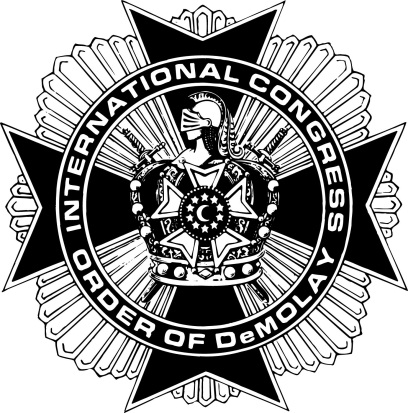 INTERNATIONAL CONGRESS
ORDER OF DeMOLAY